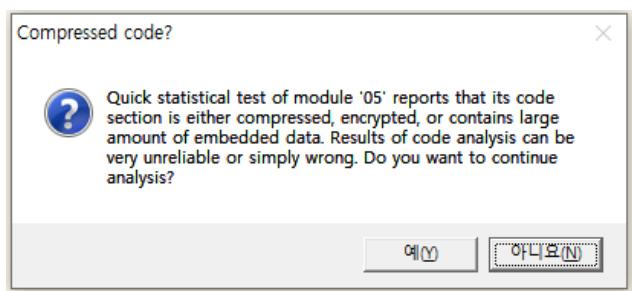 Compressed code?
Quick statistical test of module '05' reports that its code
section is either compressed, encrypted, or contains large
amount of embedded data. Results of code analysis can be
very unreliable or simply wrong. Do you want to continue
analysis?
예(Y) 아니요(N)